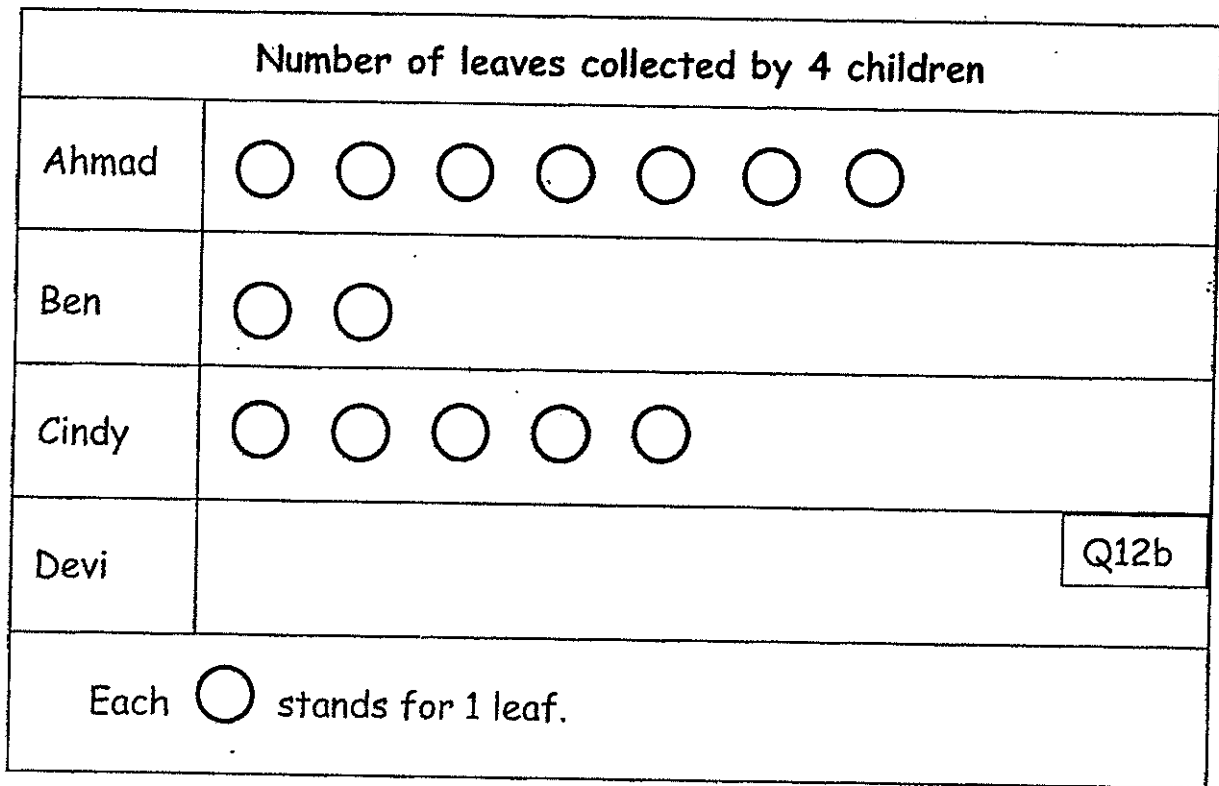 Number of leaves collected by 4 children
Ahmad
Ben
Cindy
Devi
Q12b
Each stands for 1 leaf.